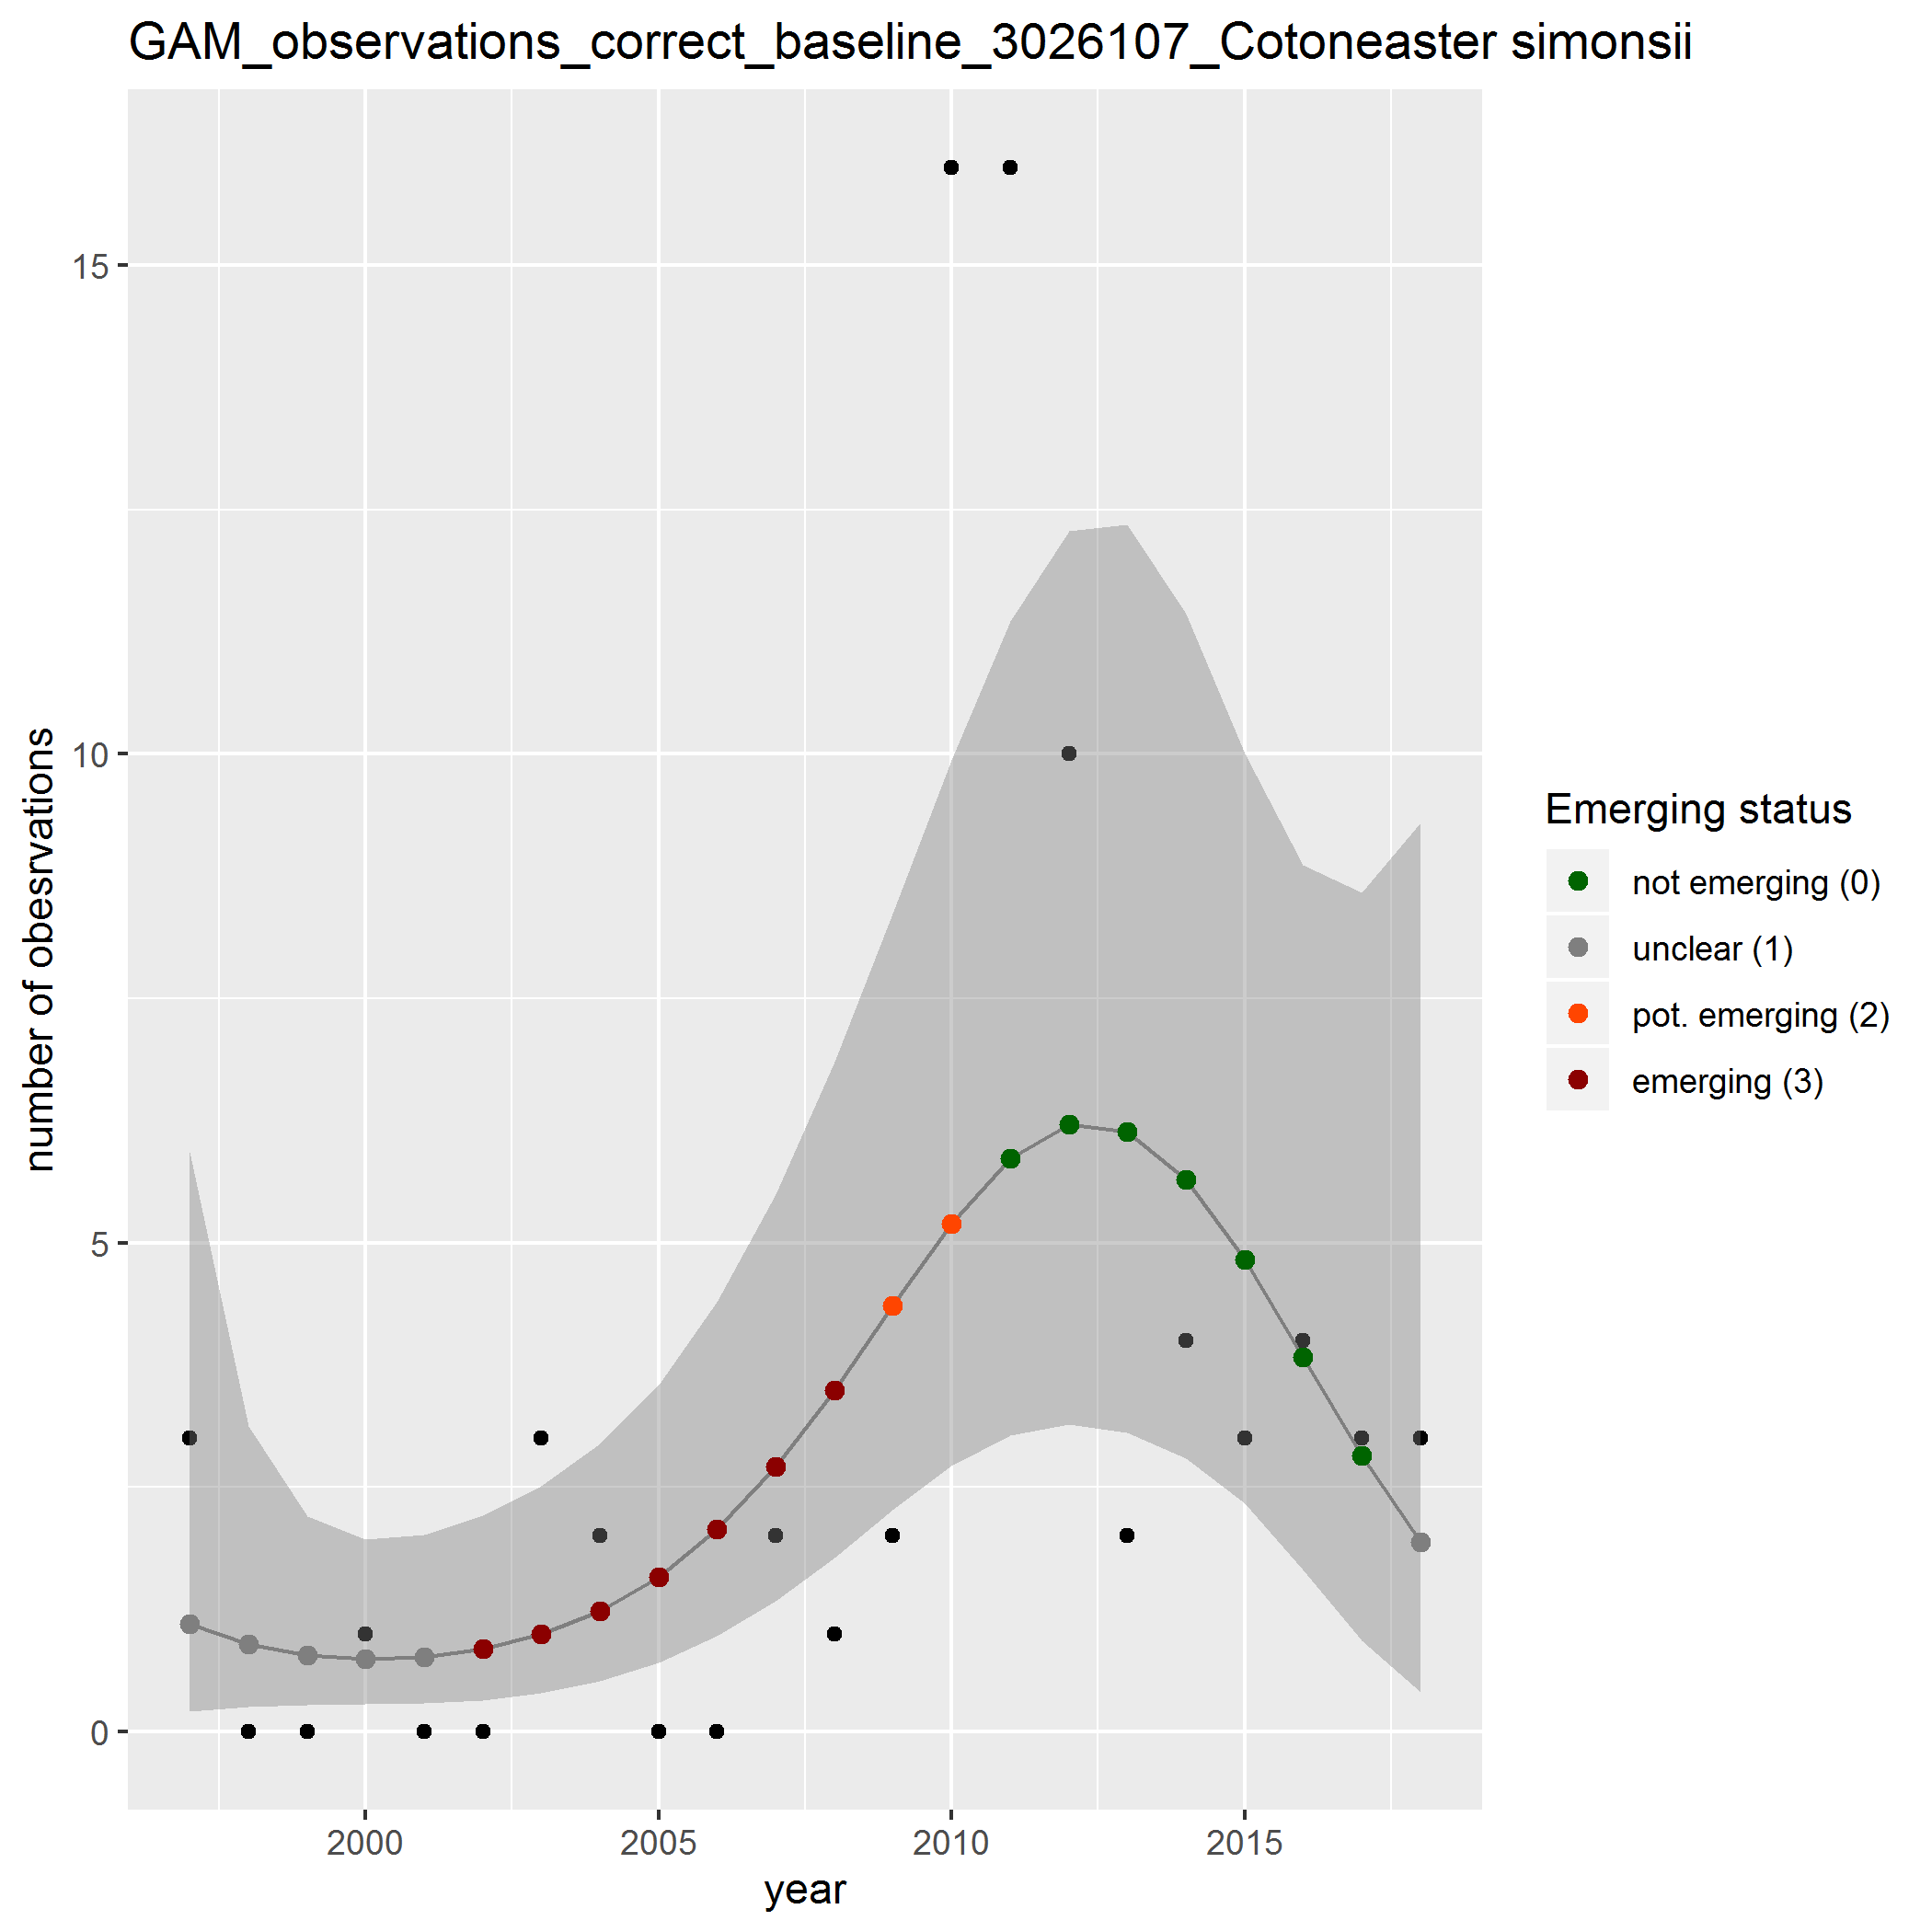 GAM_observations_correct_baseline_3026107_Cotoneaster simonsii
15
10
5
0
number of obesrvations
2000 2005 2010 2015
year
Emerging status
not emerging (0)
unclear (1)
pot. emerging (2)
emerging (3)